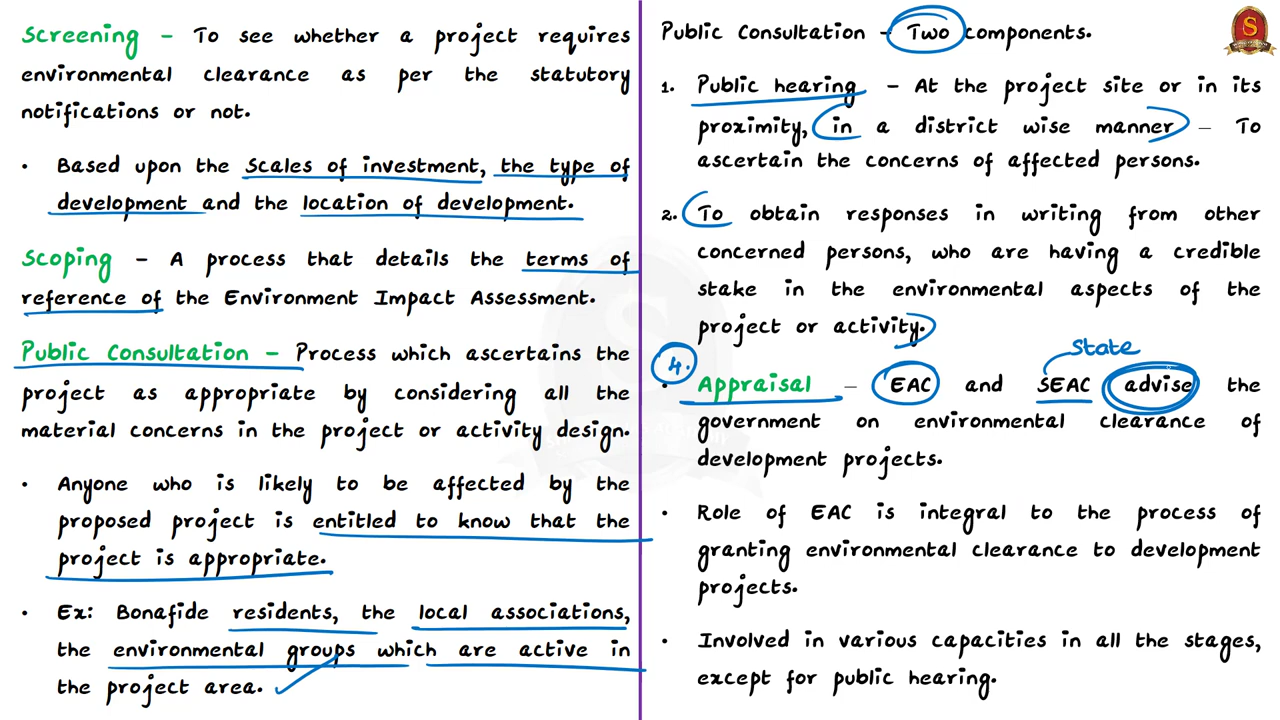 Screening - To see whether a project requires
environmental clearance as per the statutory
notifications or not.
• Based upon the Scales of investment, the type of
development and the location of development.
Scoping - A process that details the terms of
reference of the Environment Impact Assessment.
Public Consultation - Process which ascertains the
project as appropriate by considering all the
material concerns in the project or activity design.
• Anyone who is likely to be affected by the
proposed project is entitled to know that the
project is appropriate.
• Ex: Bonafide residents, the local associations,
the environmental groups which are active in
the project area.
Public Consultation - Two components.
1. Public hearing - At the project site or in its
proximity, in a district wise manner - To
ascertain the concerns of affected persons.
2. To obtain responses in writing from other
concerned persons, who are having a credible
stake in the environmental aspects of the
project or activity.
State
4.
• Appraisal - EAC and SEAC advise the
government on environmental clearance of
development projects.
• Role of EAC is integral to the process of
granting environmental clearance to development
projects.
• Involved in various capacities in all the stages,
except for public hearing.
S